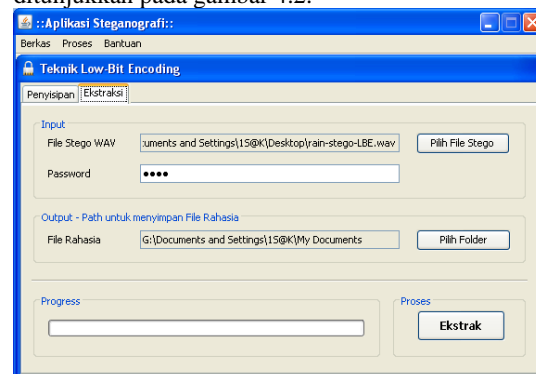 ditunjukkan pada gambar 4.2.
::Aplikasi Steganografi::
Berkas Proses Bantuan
Teknik Low-Bit Encoding
Penyisipan Ekstraksi
Input
File Stego WAV :uments and Settings\1S@K\Desktop\rain-stego-LBE.wav Pilih File Stego
Password ••••
Output - Path untuk menyimpan File Rahasia
File Rahasia G:\Documents and Settings\1S@K\My Documents Pilih Folder
Progress Proses
Ekstrak